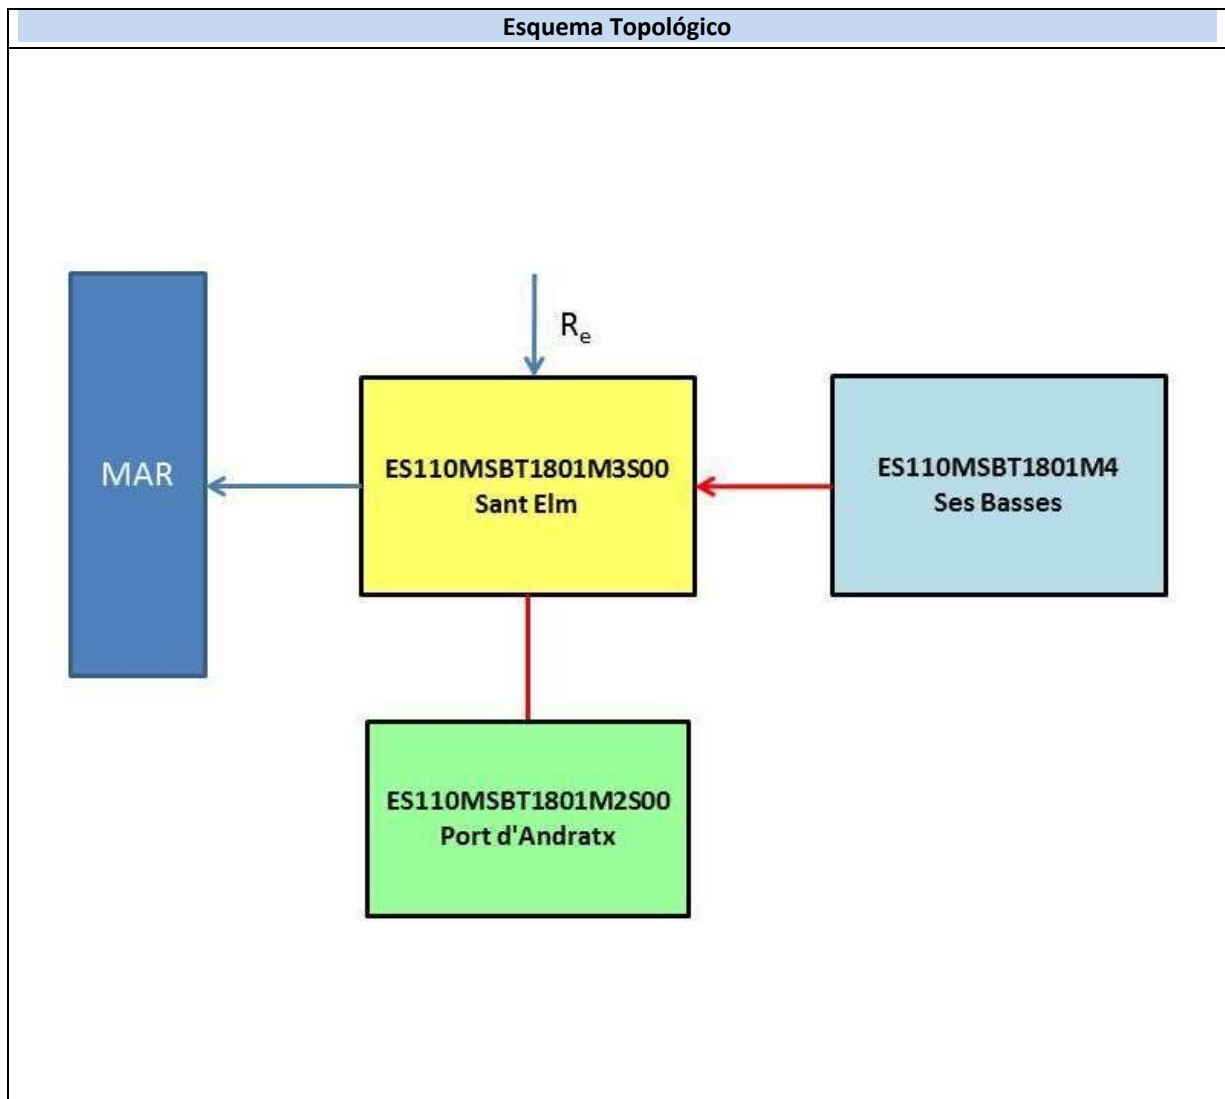 Esquema Topológico
Re
MAR
ES110MSBT1801M3S00
Sant Elm
ES110MSBT1801M4
Ses Basses
ES110MSBT1801M2S00
Port d'Andratx